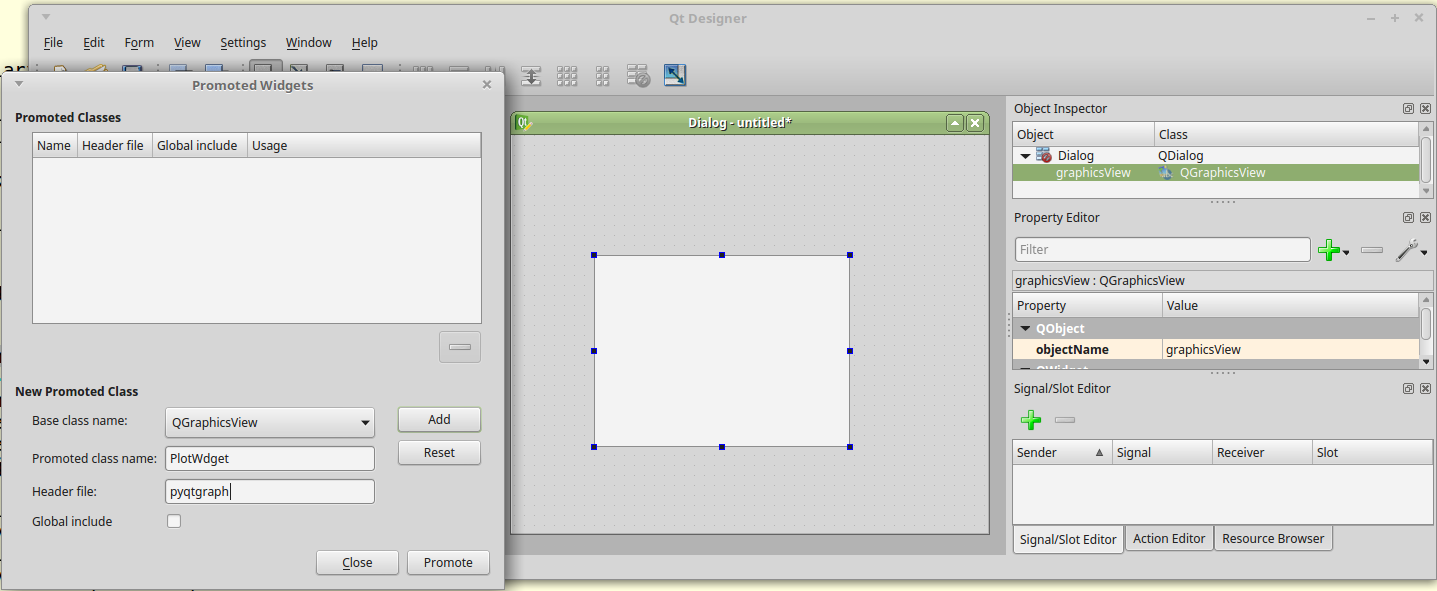 Qt Designer
File Edit Form View Settings Window Help
ar
Promoted Widgets
Promoted Classes
Name Header file Global include Usage
New Promoted Class
Base class name: QGraphicsView Add
Promoted class name: PlotWdget Reset
Header file: pyqtgraph
Global include
Close Promote
Qt Dialog - untitled*
Object Inspector
Object Class
Dialog QDialog
graphicsView QGraphicsView
Property Editor
Filter
graphicsView : QGraphicsView
Property Value
QObject
objectName graphicsView
QWidget
Signal/Slot Editor
Sender Signal Receiver Slot
Signal/Slot Editor Action Editor Resource Browser